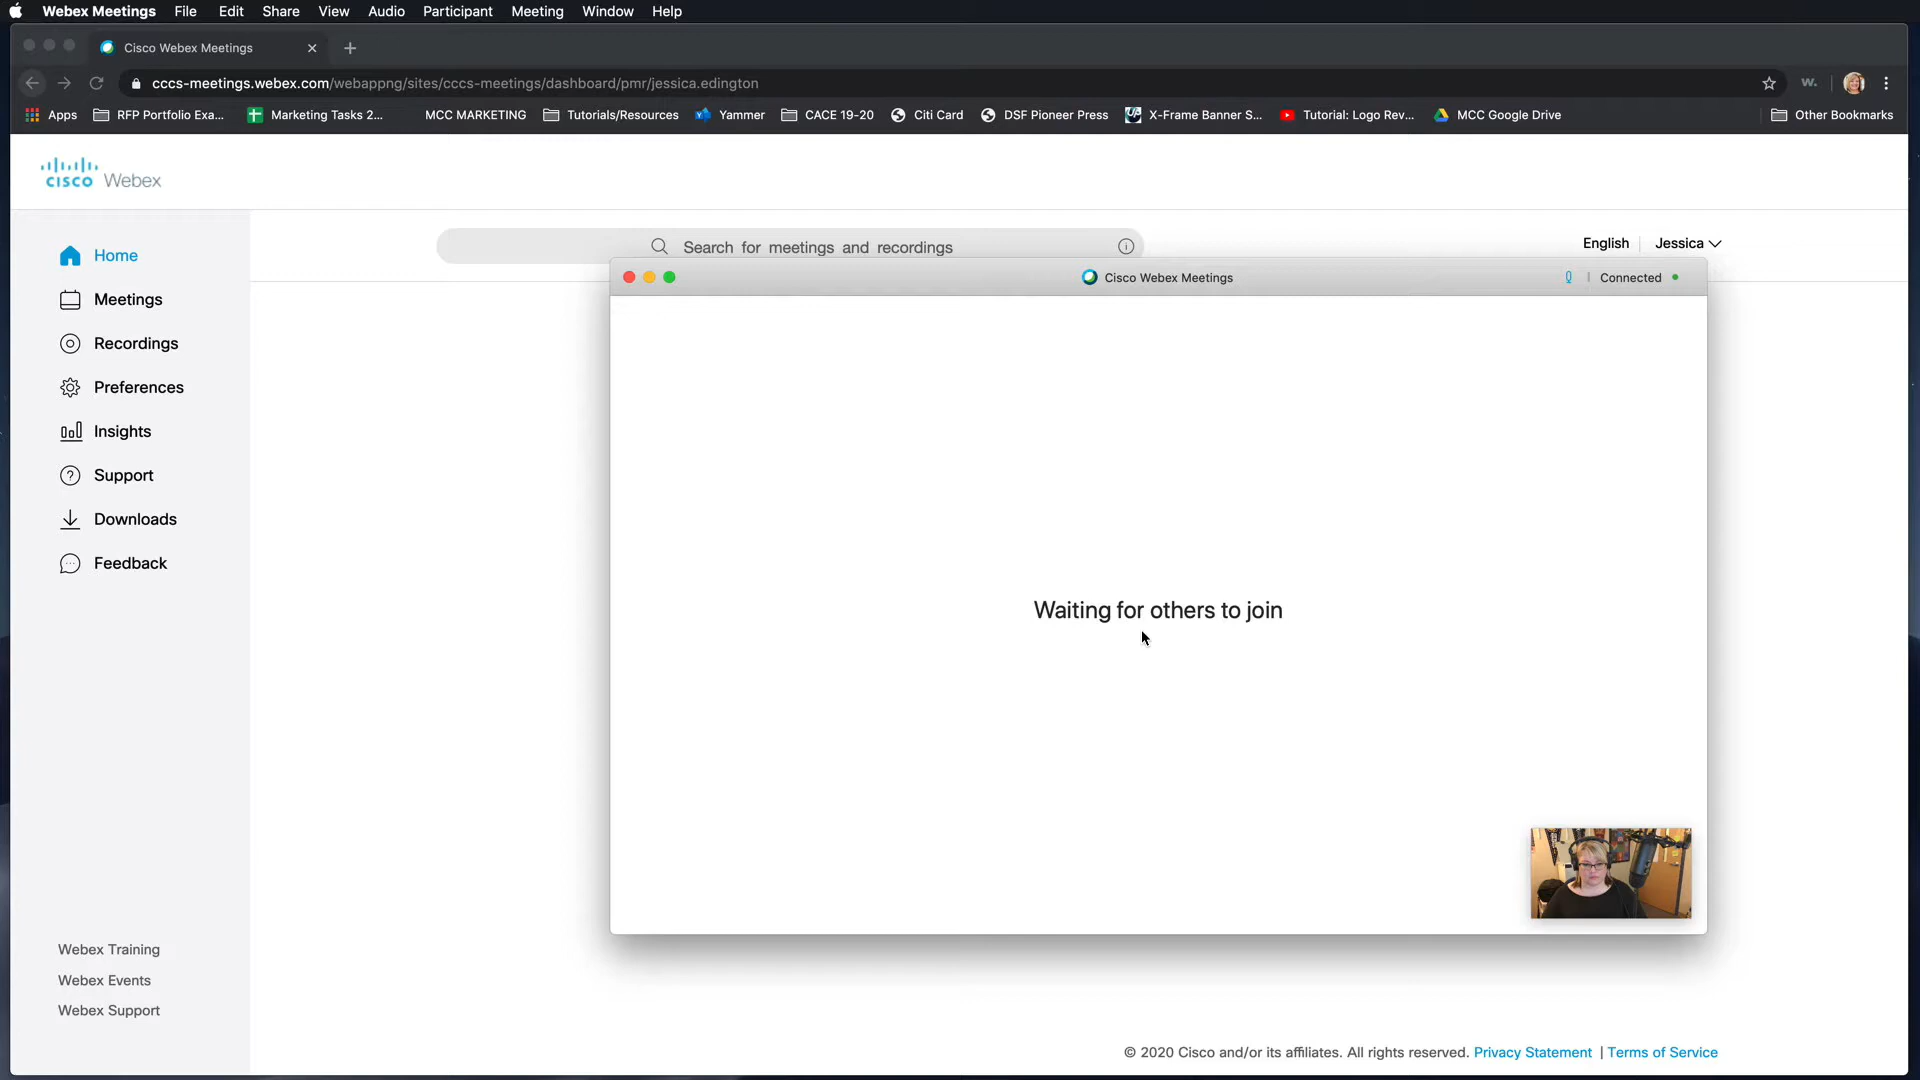 Webex Meetings File Edit Share View Audio Participant Meeting Window Help
Cisco Webex Meetings
cccs-meetings.webex.com/webappng/sites/cccs-meetings/dashboard/pmr/jessica.edington
w.
Apps RFP Portfolio Exa... Marketing Tasks 2... MCC MARKETING Tutorials/Resources Yammer CACE 19-20 Citi Card DSF Pioneer Press X-Frame Banner S... Tutorial: Logo Rev... MCC Google Drive Other Bookmarks
CISCO Webex
Search for meetings and recordings
English
Jessica
Home
Meetings
Recordings
Preferences
Insights
Support
Downloads
Feedback
Webex Training
Webex Events
Webex Support
Cisco Webex Meetings
Connected
Waiting for others to join
© 2020 Cisco and/or its affiliates. All rights reserved. Privacy Statement | Terms of Service